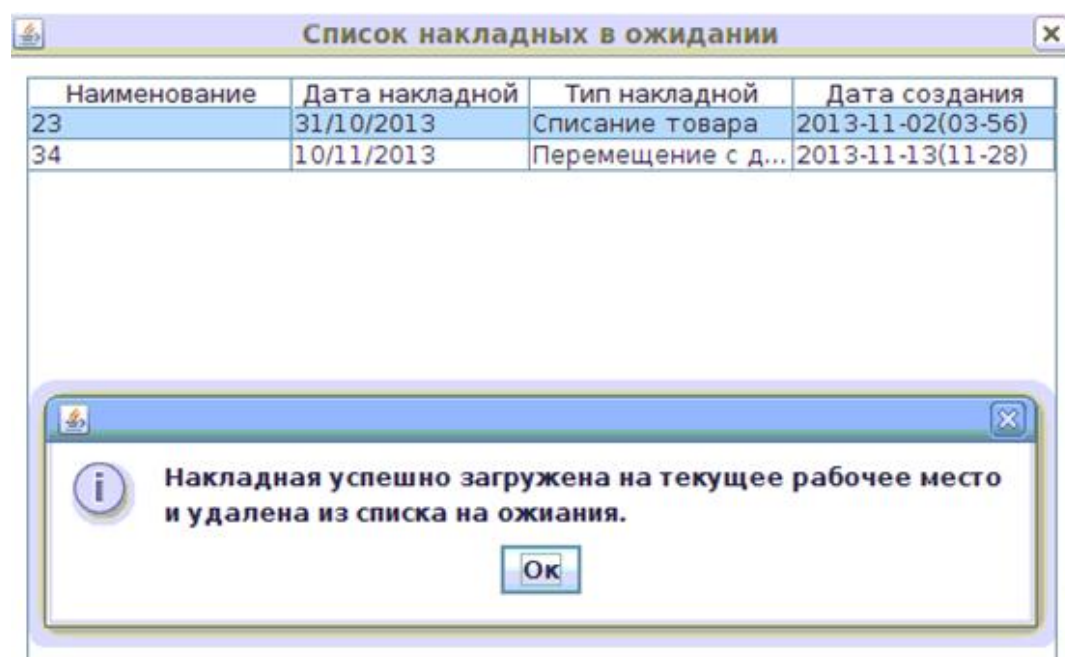 Список накладных в ожидании
Наименование Дата накладной Тип накладной Дата создания
23 31/10/2013 Списание товара 2013-11-02(03-56)
34 10/11/2013 Перемещение с д... 2013-11-13(11-28)
Накладная успешно загружена на текущее рабочее место
и удалена из списка на ожиания.
Ок